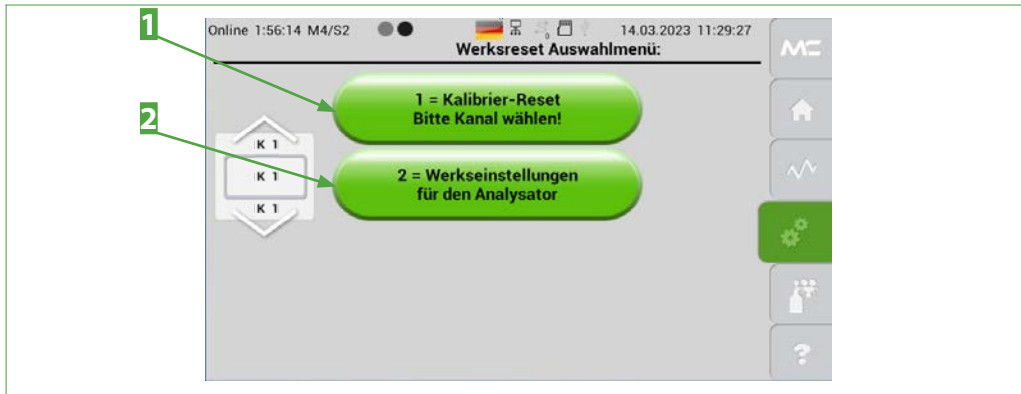 1
2
Online 1:56:14 M4/S2
14.03.2023 11:29:27
Werksreset Auswahlmenü:
MC
1 = Kalibrier-Reset
Bitte Kanal wählen!
K 1
K 1
K 1
2 = Werkseinstellungen
für den Analysator
0
?